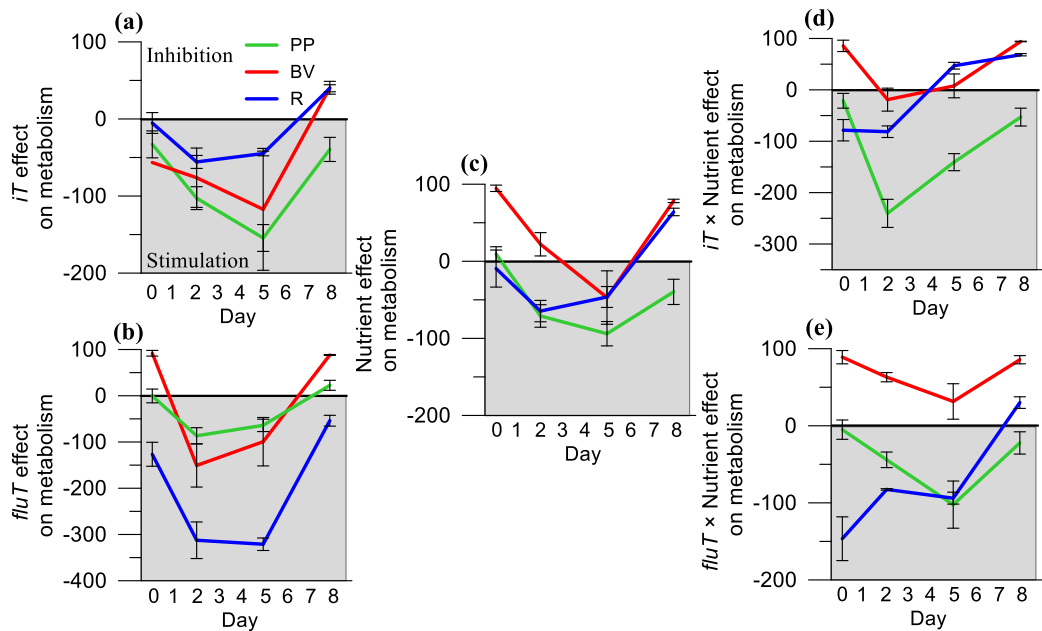 (a)
100
0
-100
-200
iT effect
on metabolism
Inhibition
Stimulation
PP
BV
R
0 1 2 3 4 5 6 7 8
Day
(b)
100
0
-100
-200
-300
-400
fluT effect
on metabolism
0 1 2 3 4 5 6 7 8
Day
(c)
100
0
-100
-200
Nutrient effect
on metabolism
0 1 2 3 4 5 6 7 8
Day
(d)
100
0
-100
-200
-300
iT × Nutrient effect
on metabolism
0 1 2 3 4 5 6 7 8
Day
(e)
100
0
-100
-200
fluT × Nutrient effect
on metabolism
0 1 2 3 4 5 6 7 8
Day